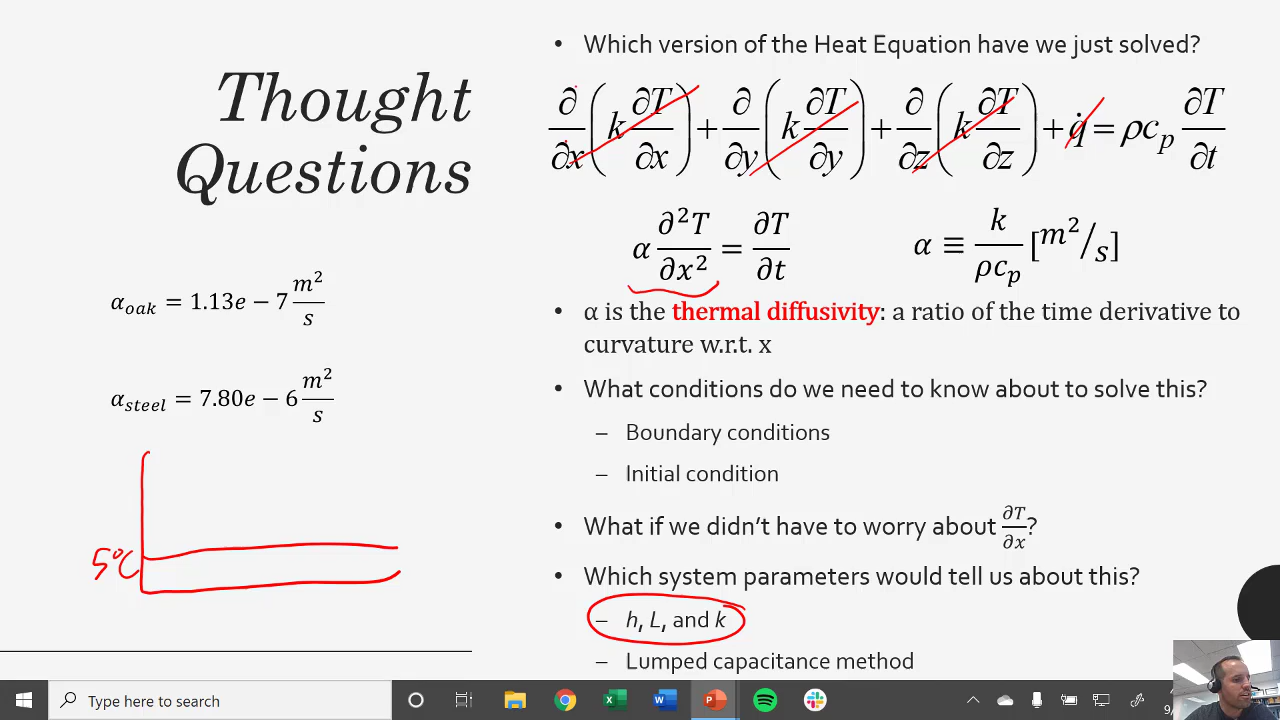 Thought
Questions
α_oak = 1.13e − 7 m²/s
α_steel = 7.80e − 6 m²/s
5°C
• Which version of the Heat Equation have we just solved?
∂/∂x (k ∂T/∂x) + ∂/∂y (k ∂T/∂y) + ∂/∂z (k ∂T/∂z) + q̇ = ρc_p ∂T/∂t
α ∂²T/∂x² = ∂T/∂t
α ≡ k/ρc_p [m²/s]
• α is the thermal diffusivity: a ratio of the time derivative to
curvature w.r.t. x
• What conditions do we need to know about to solve this?
– Boundary conditions
– Initial condition
• What if we didn't have to worry about ∂T/∂x?
• Which system parameters would tell us about this?
– h, L, and k
– Lumped capacitance method
Type here to search